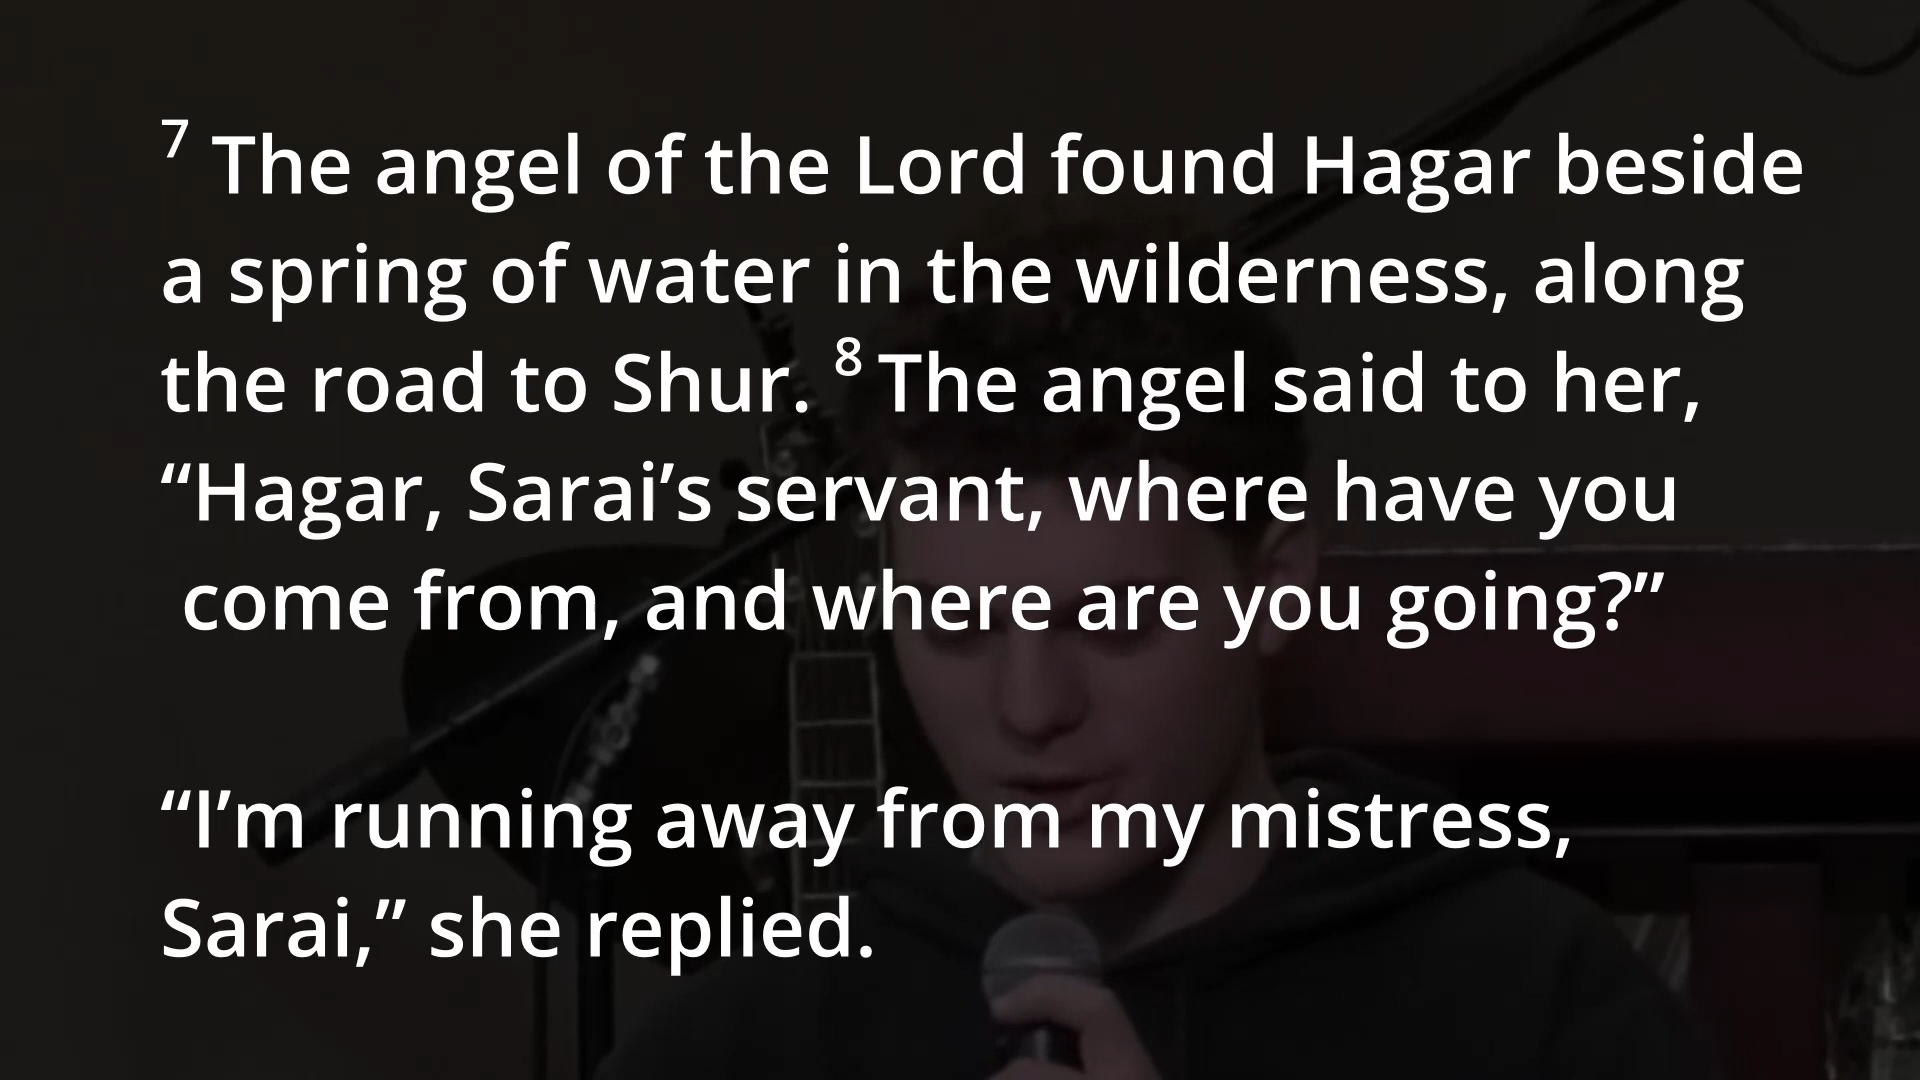 7 The angel of the Lord found Hagar beside
a spring of water in the wilderness, along
the road to Shur. 8 The angel said to her,
“Hagar, Sarai’s servant, where have you
come from, and where are you going?”
“I’m running away from my mistress,
Sarai,” she replied.